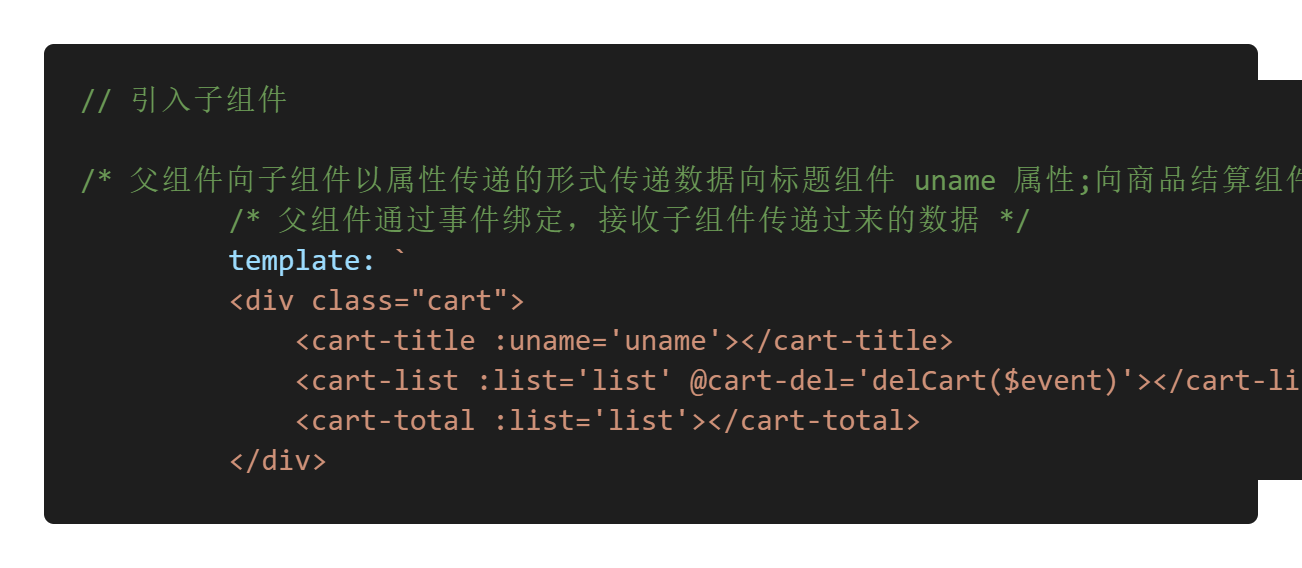 // 引入子组件
/* 父组件向子组件以属性传递的形式传递数据向标题组件 uname 属性;向商品结算组件
/* 父组件通过事件绑定，接收子组件传递过来的数据 */
template: `
<div class="cart">
<cart-title :uname='uname'></cart-title>
<cart-list :list='list' @cart-del='delCart($event)'></cart-li
<cart-total :list='list'></cart-total>
</div>